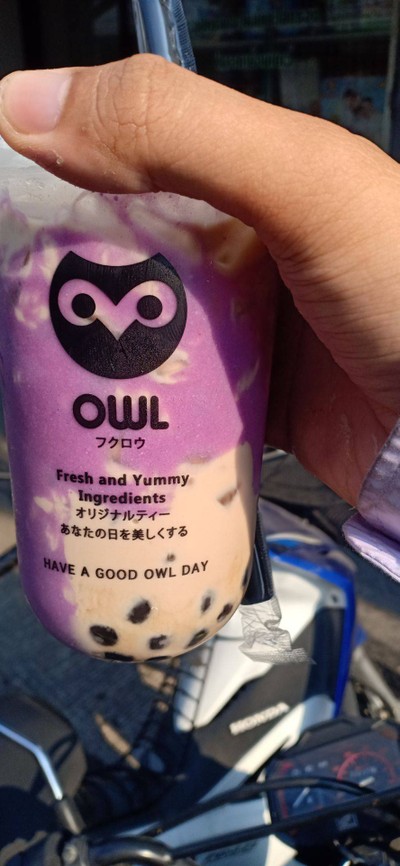 OWL
フクロウ
Fresh and Yummy
Ingredients
オリジナルティー
あなたの日を美しくする
HAVE A GOOD OWL DAY
HONDA